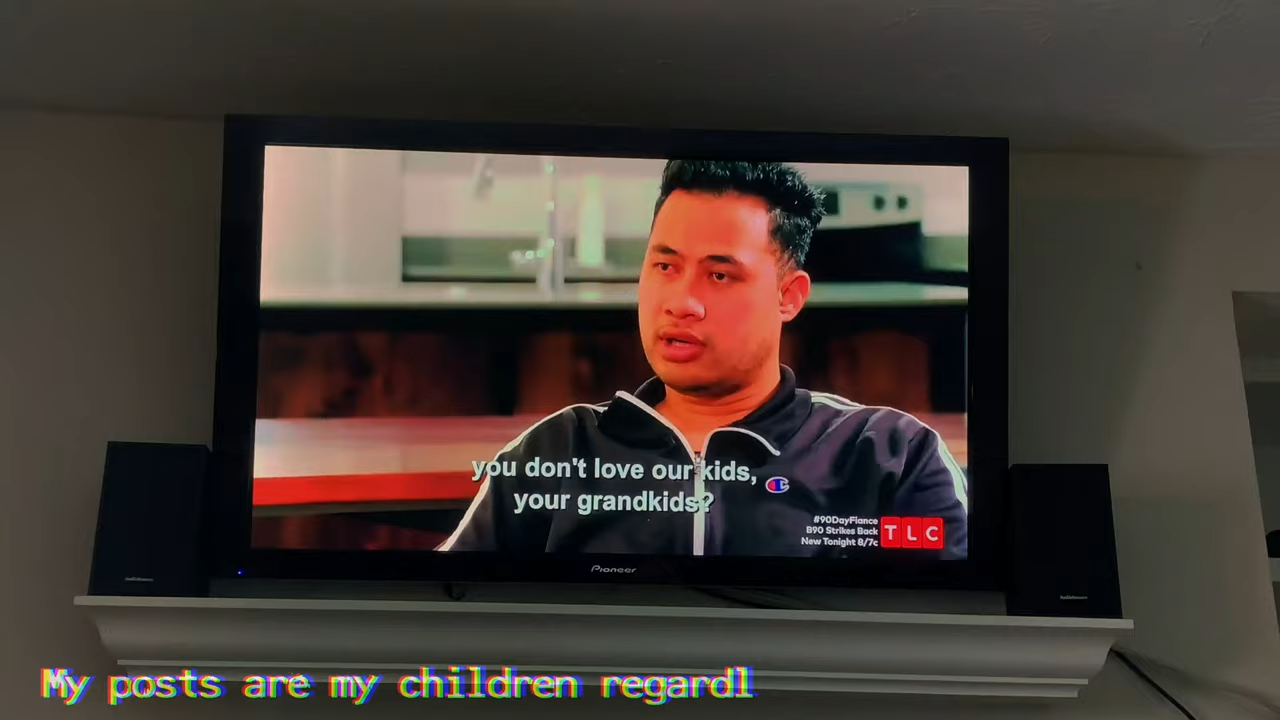 you don't love our kids,
your grandkids?
#90DayFiance
B90 Strikes Back
New Tonight 8/7c
TLC
Pioneer
My posts are my children regardl